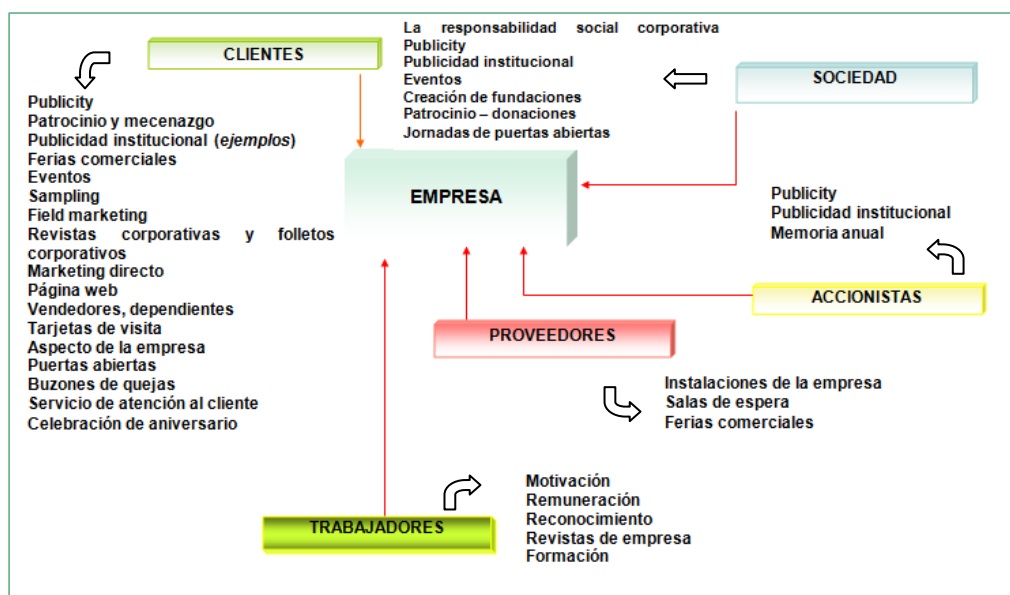 CLIENTES
Publicity
Patrocinio y mecenazgo
Publicidad institucional (ejemplos)
Ferias comerciales
Eventos
Sampling
Field marketing
Revistas corporativas y folletos
corporativos
Marketing directo
Página web
Vendedores, dependientes
Tarjetas de visita
Aspecto de la empresa
Puertas abiertas
Buzones de quejas
Servicio de atención al cliente
Celebración de aniversario
La responsabilidad social corporativa
Publicity
Publicidad institucional
Eventos
Creación de fundaciones
Patrocinio – donaciones
Jornadas de puertas abiertas
SOCIEDAD
EMPRESA
Publicity
Publicidad institucional
Memoria anual
ACCIONISTAS
PROVEEDORES
Instalaciones de la empresa
Salas de espera
Ferias comerciales
TRABAJADORES
Motivación
Remuneración
Reconocimiento
Revistas de empresa
Formación